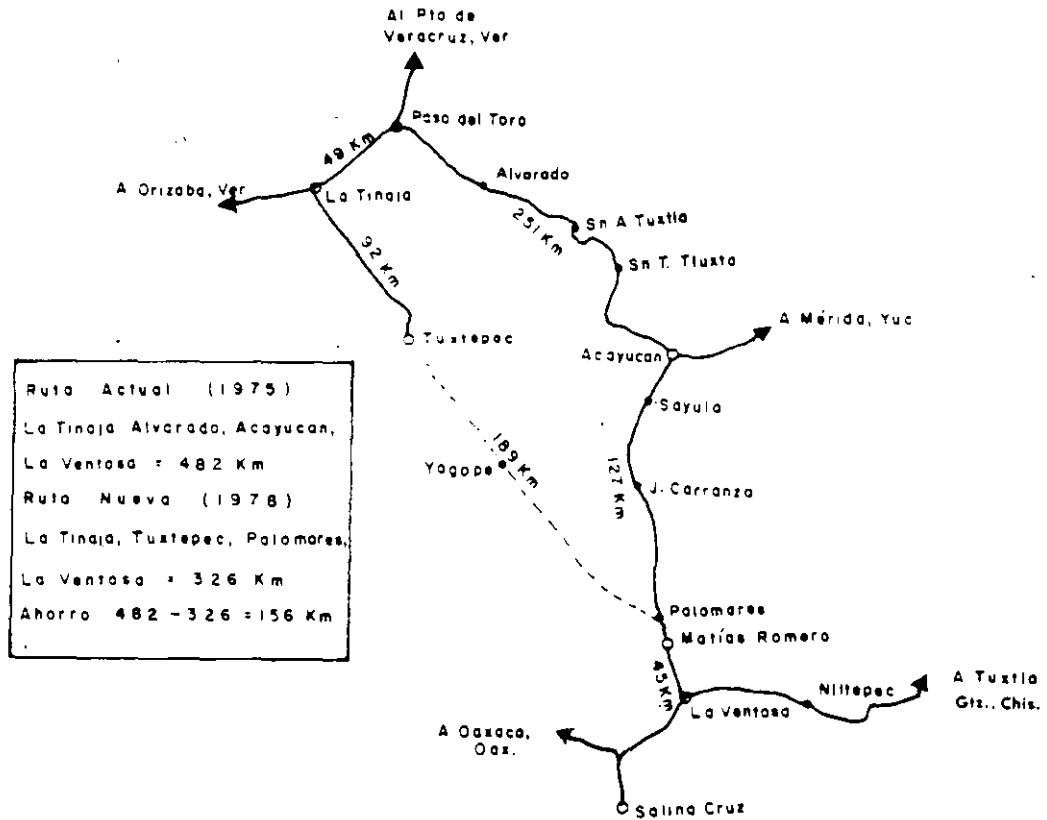 Al Pto de
Veracruz, Ver
Paso del Toro
49 Km
Alvarado
A Orizaba, Ver
La Tinaja
Sn A Tuxtla
231 Km
Sn T. Tluxta
92 Km
A Mérida, Yuc
Tuxtepec
Acayucan
Ruta Actual (1975)
La Tinaja Alvarado, Acayucan,
La Ventosa = 482 Km
Ruta Nueva (1978)
La Tinaja, Tuxtepec, Palomares,
La Ventosa = 326 Km
Ahorro 482 - 326 = 156 Km
Sayula
189 Km
Yogope
127 Km
J. Carranza
Palomares
Matías Romero
45 Km
La Ventosa
Niltepec
A Tuxtla
Gtz., Chis.
A Oaxaca,
Oax.
Salina Cruz